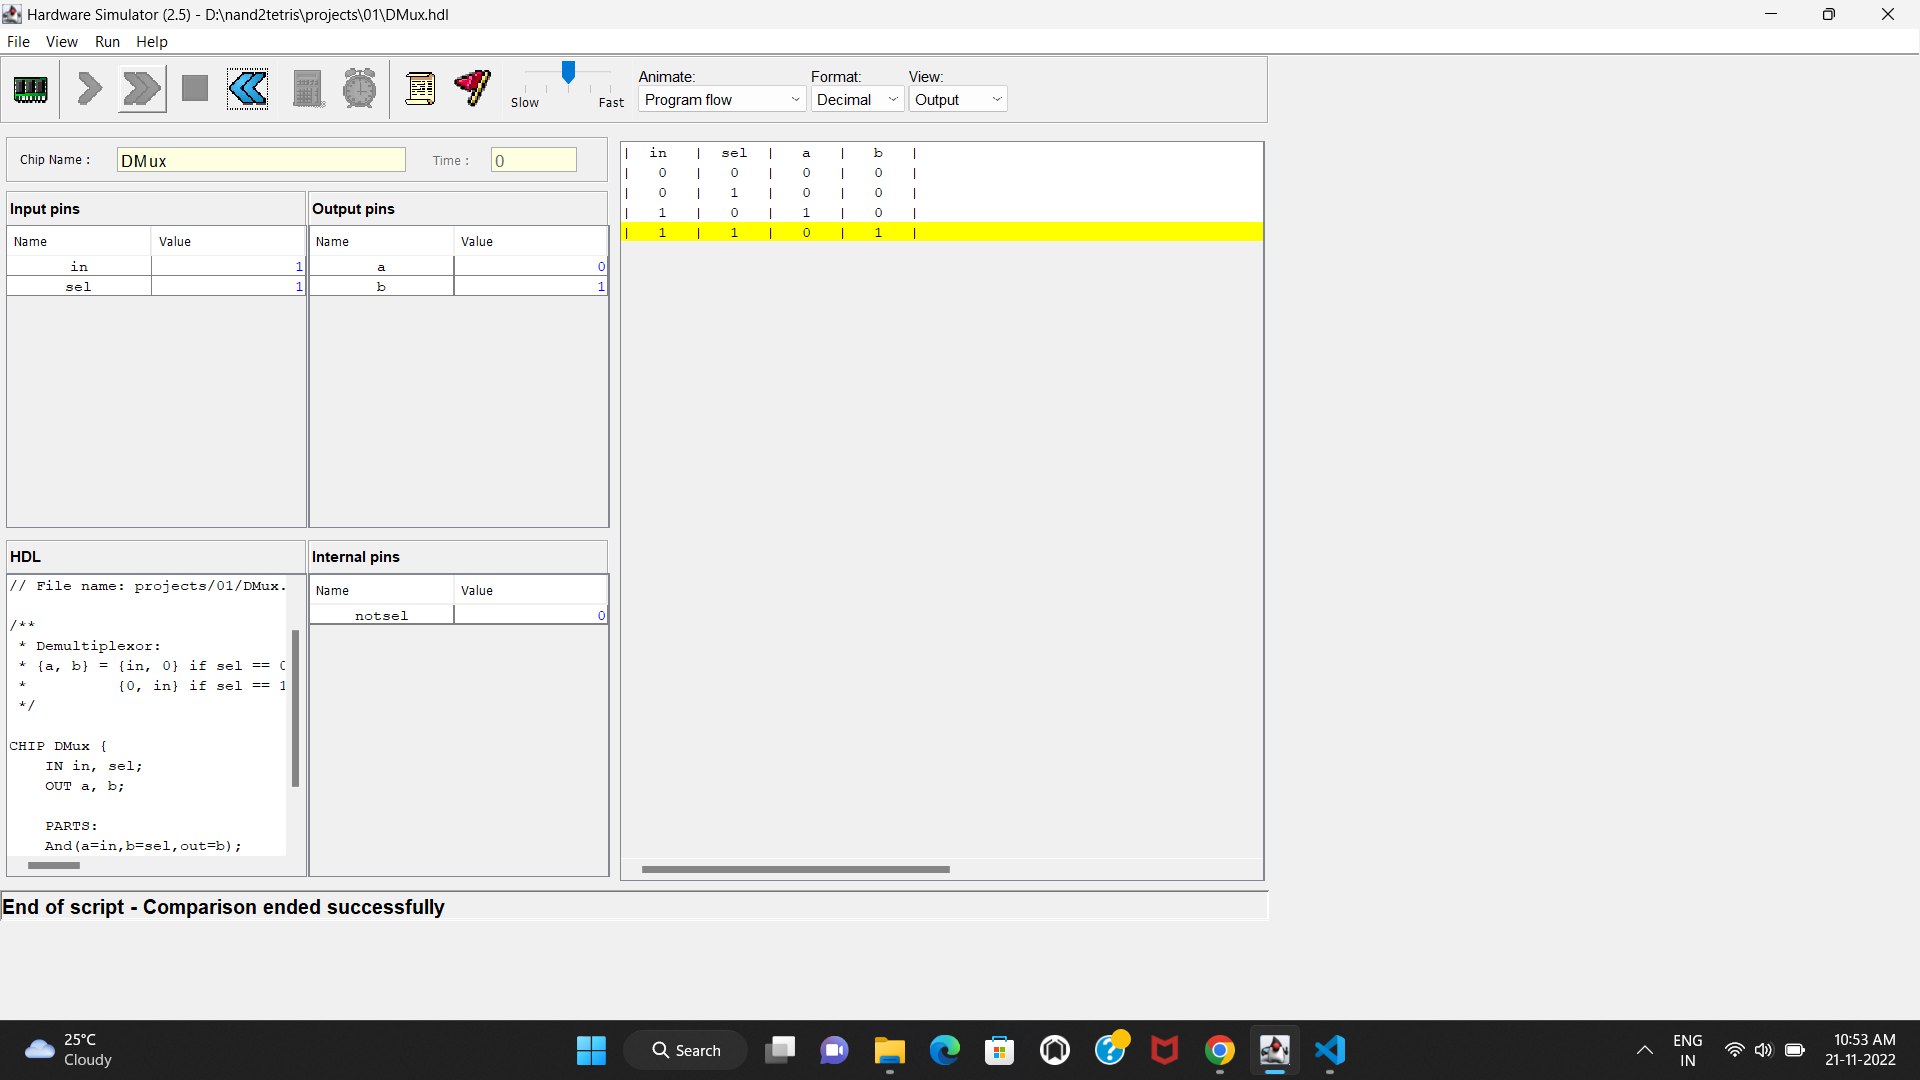 Hardware Simulator (2.5) - D:\nand2tetris\projects\01\DMux.hdl
File View Run Help
Slow Fast
Animate: Format: View:
Program flow Decimal Output
Chip Name : DMux Time : 0
Input pins
Name Value
in 1
sel 1
Output pins
Name Value
a 0
b 1
| in | sel | a | b |
| 0 | 0 | 0 | 0 |
| 0 | 1 | 0 | 0 |
| 1 | 0 | 1 | 0 |
| 1 | 1 | 0 | 1 |
HDL
// File name: projects/01/DMux.
/**
* Demultiplexor:
* {a, b} = {in, 0} if sel == 0
* {0, in} if sel == 1
*/
CHIP DMux {
IN in, sel;
OUT a, b;
PARTS:
And(a=in,b=sel,out=b);
Internal pins
Name Value
notsel 0
End of script - Comparison ended successfully
25°C
Cloudy
Search
ENG
IN
10:53 AM
21-11-2022